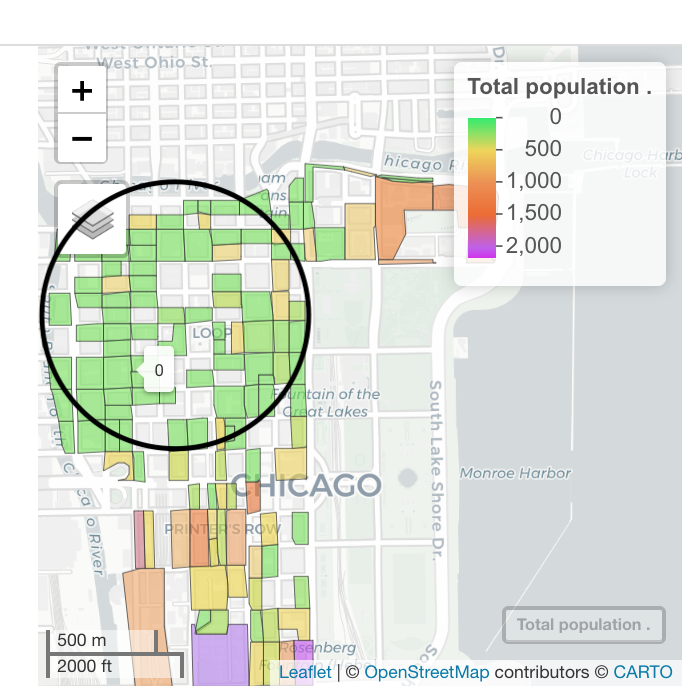 West Ohio St.
+
−
Total population .
0
500
1,000
1,500
2,000
LOOP
0
Fountain of the
Great Lakes
South Lake Shore Dr.
Monroe Harbor
CHICAGO
PRINTER'S ROW
Chicago Harb
Lock
River
Total population .
500 m
2000 ft
Rosenberg
Leaflet | © OpenStreetMap contributors © CARTO